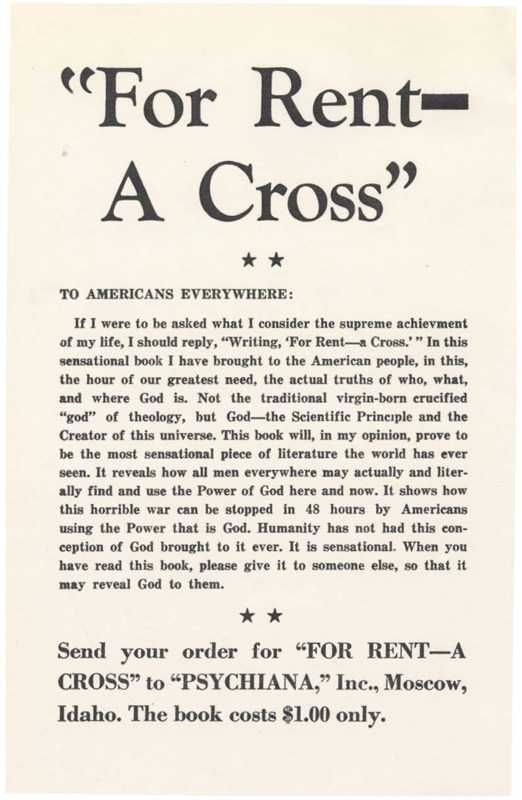 “For Rent—
A Cross”
★ ★
TO AMERICANS EVERYWHERE:
If I were to be asked what I consider the supreme achievment
of my life, I should reply, “Writing, ‘For Rent—a Cross.’ ” In this
sensational book I have brought to the American people, in this,
the hour of our greatest need, the actual truths of who, what,
and where God is. Not the traditional virgin-born crucified
“god” of theology, but God—the Scientific Principle and the
Creator of this universe. This book will, in my opinion, prove to
be the most sensational piece of literature the world has ever
seen. It reveals how all men everywhere may actually and liter-
ally find and use the Power of God here and now. It shows how
this horrible war can be stopped in 48 hours by Americans
using the Power that is God. Humanity has not had this con-
ception of God brought to it ever. It is sensational. When you
have read this book, please give it to someone else, so that it
may reveal God to them.
★ ★
Send your order for “FOR RENT—A
CROSS” to “PSYCHIANA,” Inc., Moscow,
Idaho. The book costs $1.00 only.